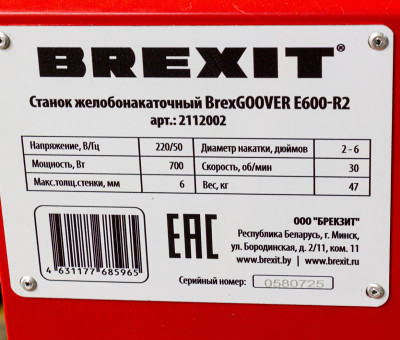 BREXIT®
Станок желобонакаточный BrexGOOVER E600-R2
арт.: 2112002
Напряжение, В/Гц 220/50 Диаметр накатки, дюймов 2 - 6
Мощность, Вт 700 Скорость, об/мин 30
Макс.толщ.стенки, мм 6 Вес, кг 47
ООО "БРЕКЗИТ"
Республика Беларусь, г. Минск,
ул. Бородинская, д. 2/11, ком. 11
www.brexit.by | www.brexit.ru
EAC
4 631177 685965
Серийный номер: 0580725